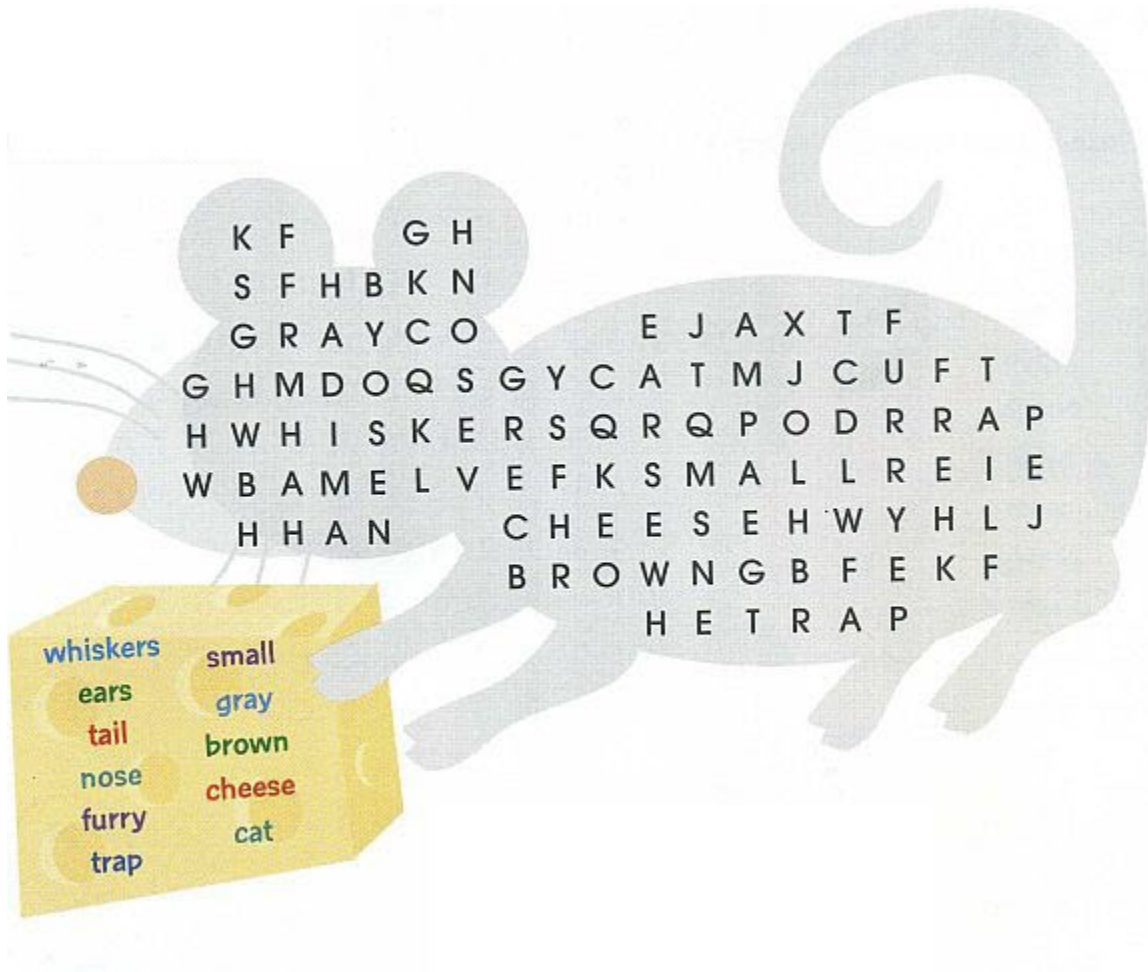 K F G H
S F H B K N
G R A Y C O
E J A X T F
G H M D O Q S G Y C A T M J C U F T
H W H I S K E R S Q R Q P O D R R A P
W B A M E L V E F K S M A L L R E I E
H H A N C H E E S E H W Y H L J
B R O W N G B F E K F
H E T R A P
whiskers
ears
tail
nose
furry
trap
small
gray
brown
cheese
cat